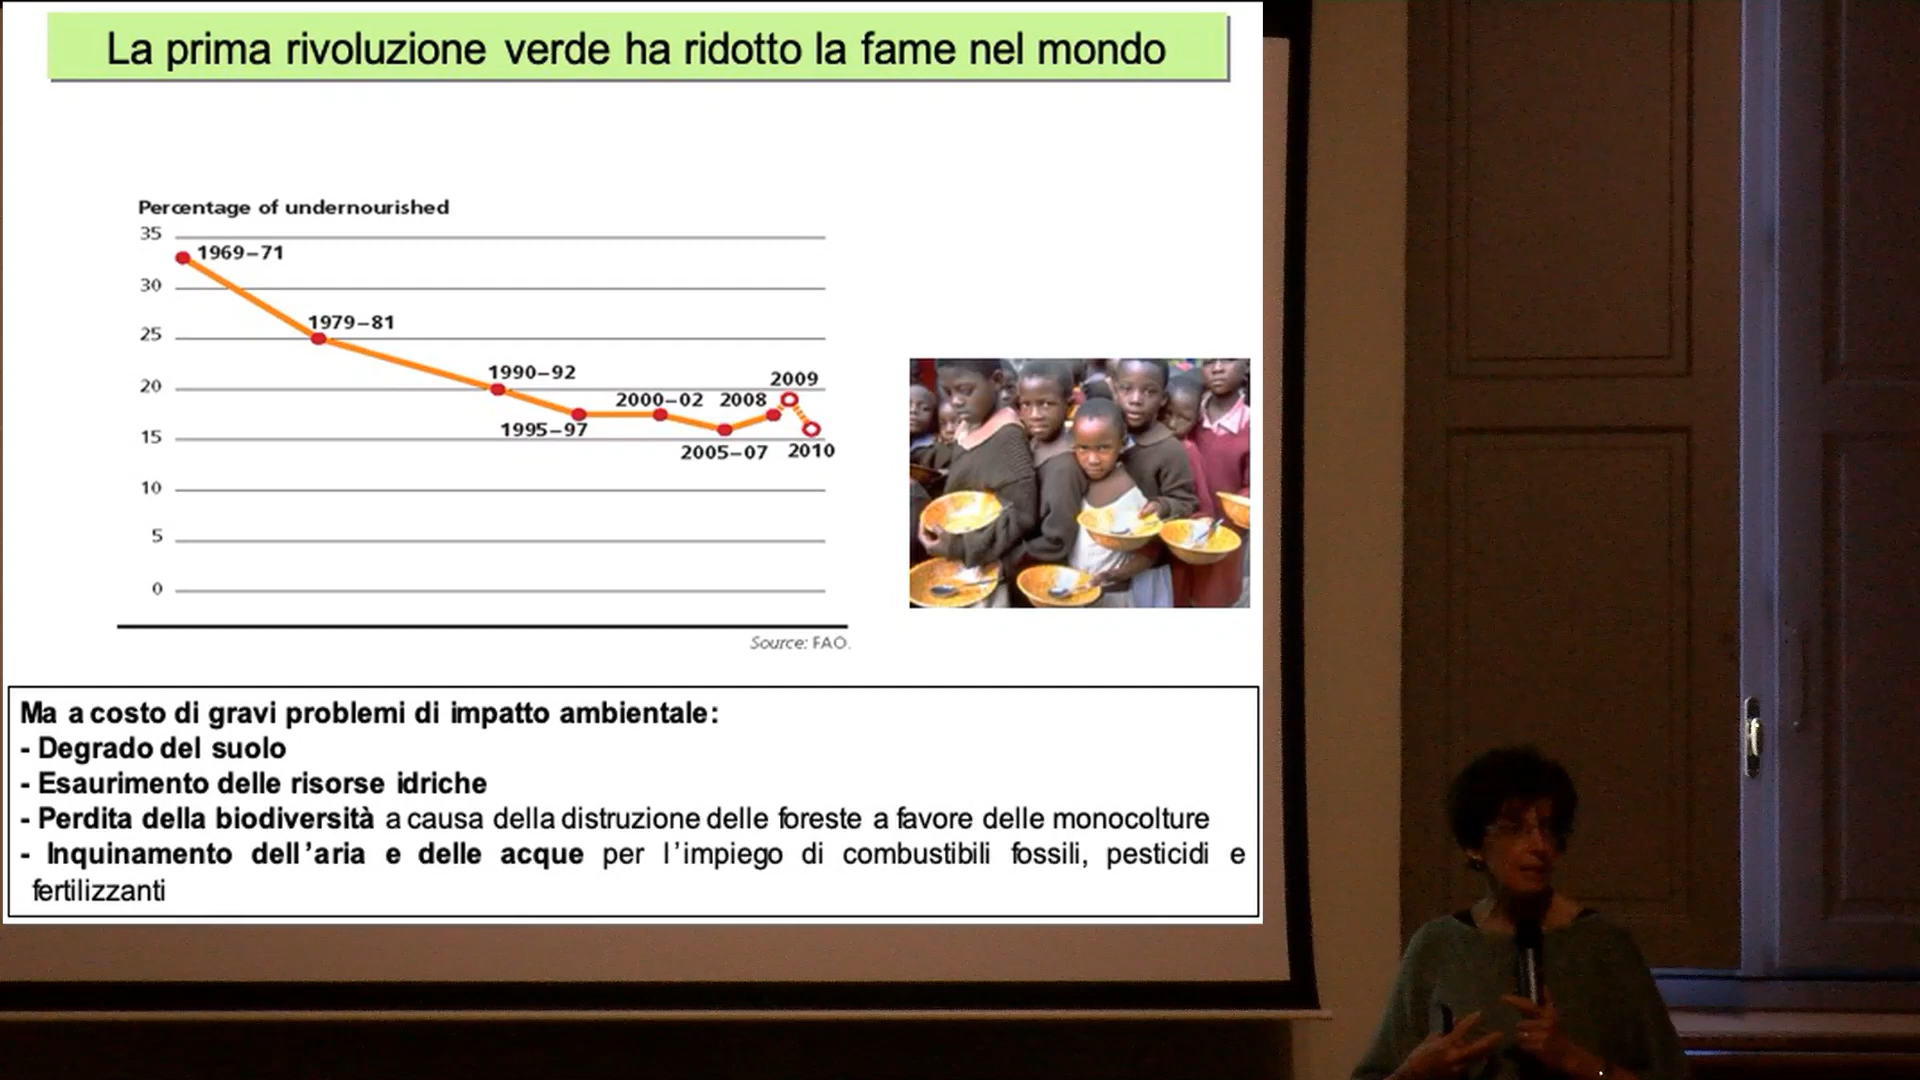 La prima rivoluzione verde ha ridotto la fame nel mondo
Percentage of undernourished
35
1969–71
30
1979–81
25
1990–92
2009
20
2000–02
2008
1995–97
15
2005–07
2010
10
5
0
Source: FAO.
Ma a costo di gravi problemi di impatto ambientale:
- Degrado del suolo
- Esaurimento delle risorse idriche
- Perdita della biodiversità a causa della distruzione delle foreste a favore delle monocolture
- Inquinamento dell'aria e delle acque per l'impiego di combustibili fossili, pesticidi e
fertilizzanti